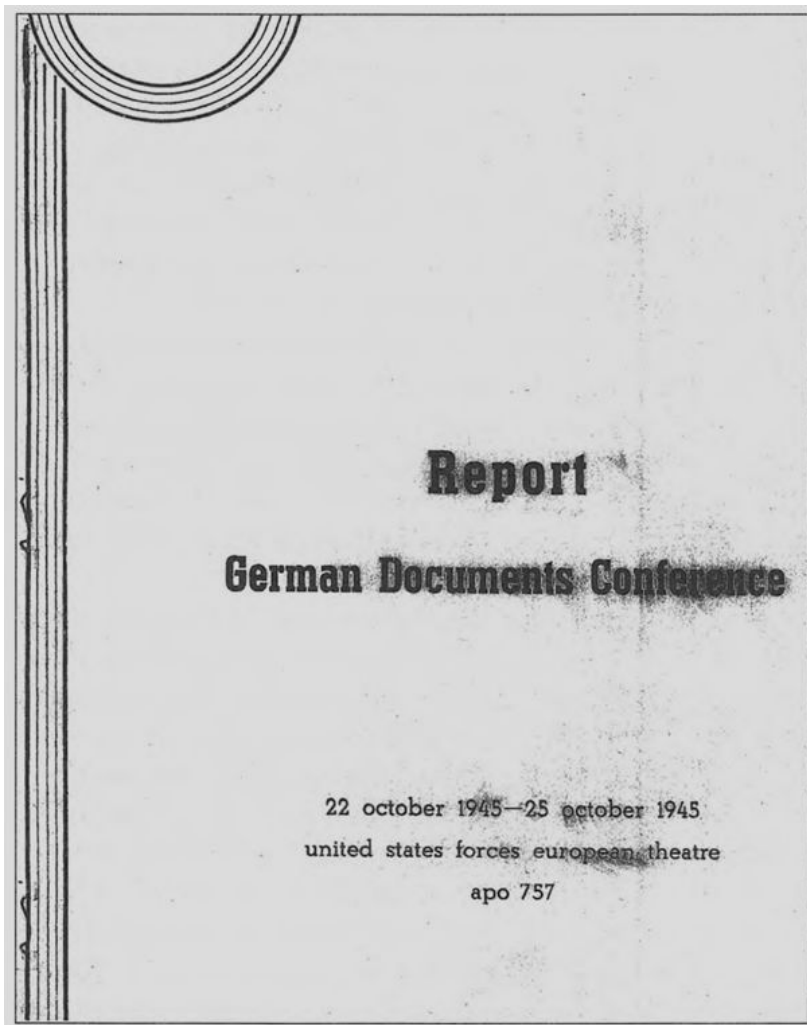 Report
German Documents Conference
22 october 1945—25 october 1945
united states forces european theatre
apo 757